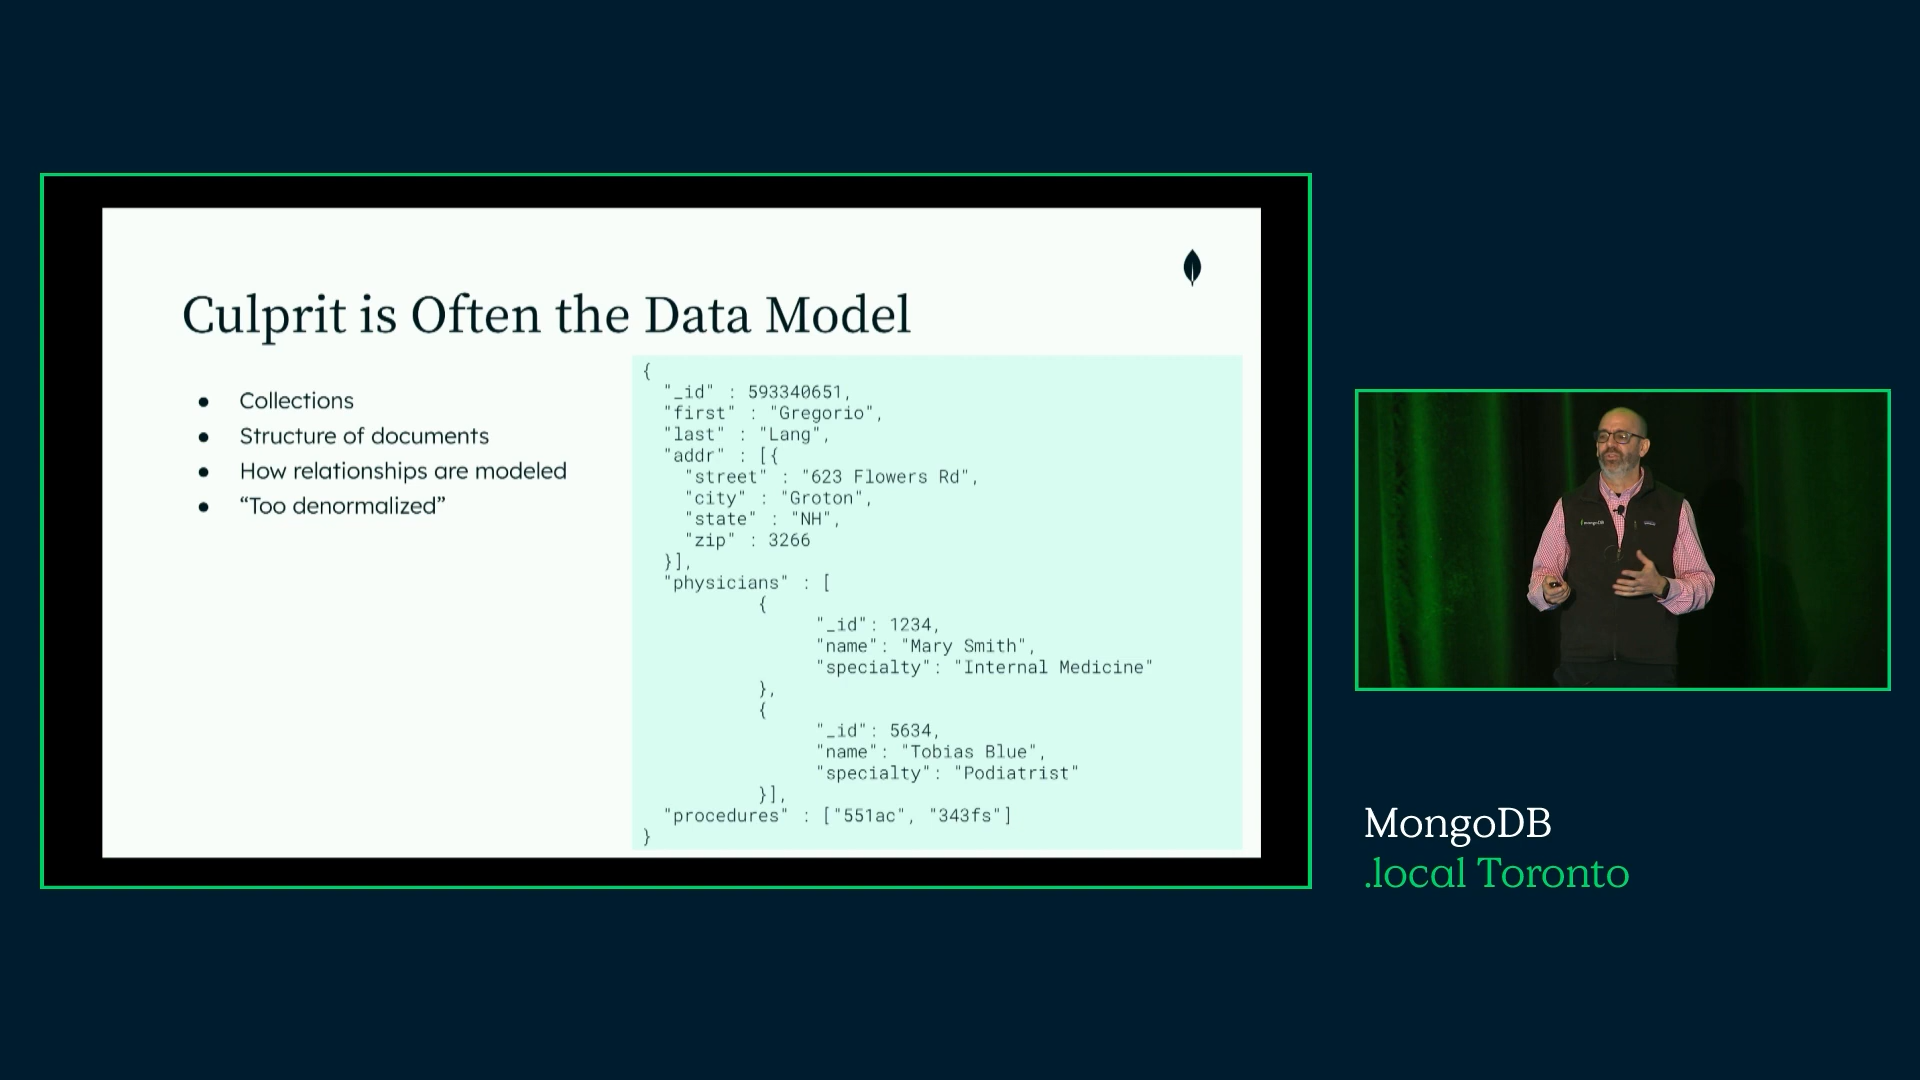 Culprit is Often the Data Model
● Collections
● Structure of documents
● How relationships are modeled
● “Too denormalized”
{
"_id" : 593340651,
"first" : "Gregorio",
"last" : "Lang",
"addr" : [{
"street" : "623 Flowers Rd",
"city" : "Groton",
"state" : "NH",
"zip" : 3266
}],
"physicians" : [
{
"_id": 1234,
"name": "Mary Smith",
"specialty": "Internal Medicine"
},
{
"_id": 5634,
"name": "Tobias Blue",
"specialty": "Podiatrist"
}],
"procedures" : ["551ac", "343fs"]
}
mongoDB
MongoDB
.local Toronto